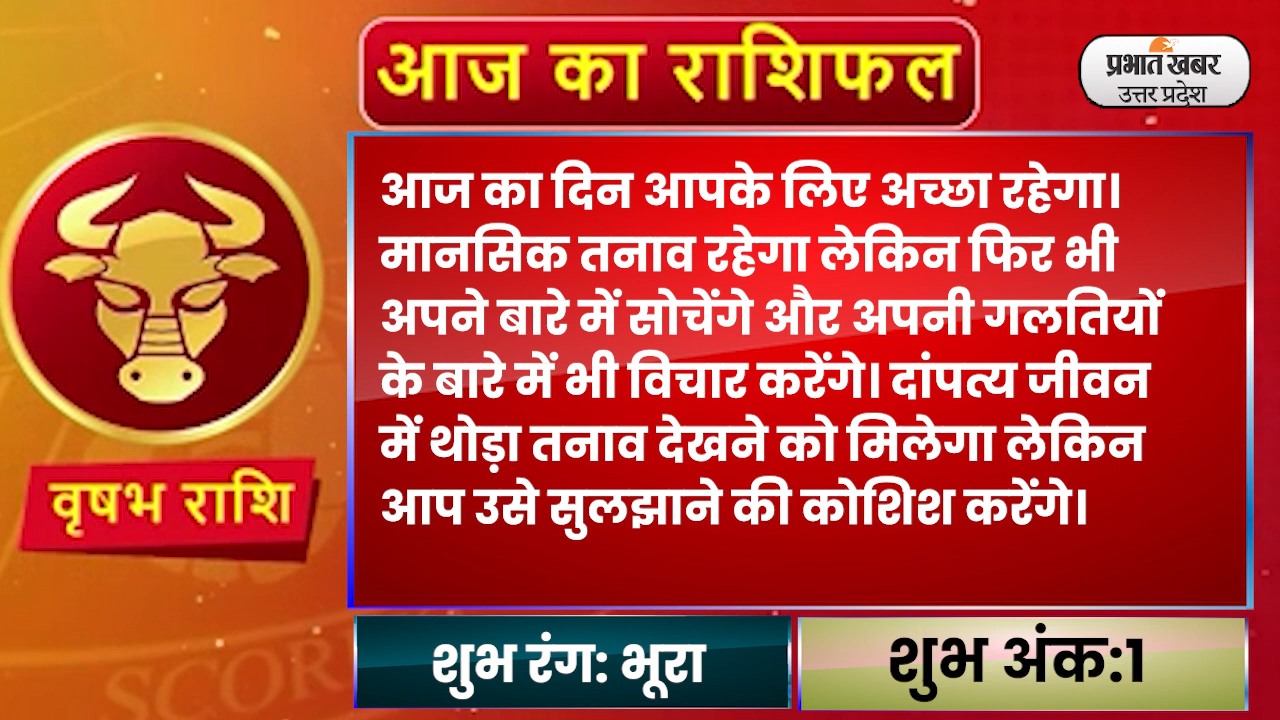 आज का राशिफल
प्रभात खबर
उत्तर प्रदेश
आज का दिन आपके लिए अच्छा रहेगा।
मानसिक तनाव रहेगा लेकिन फिर भी
अपने बारे में सोचेंगे और अपनी गलतियों
के बारे में भी विचार करेंगे। दांपत्य जीवन
में थोड़ा तनाव देखने को मिलेगा लेकिन
आप उसे सुलझाने की कोशिश करेंगे।
वृषभ राशि
शुभ रंग: भूरा
शुभ अंक:1